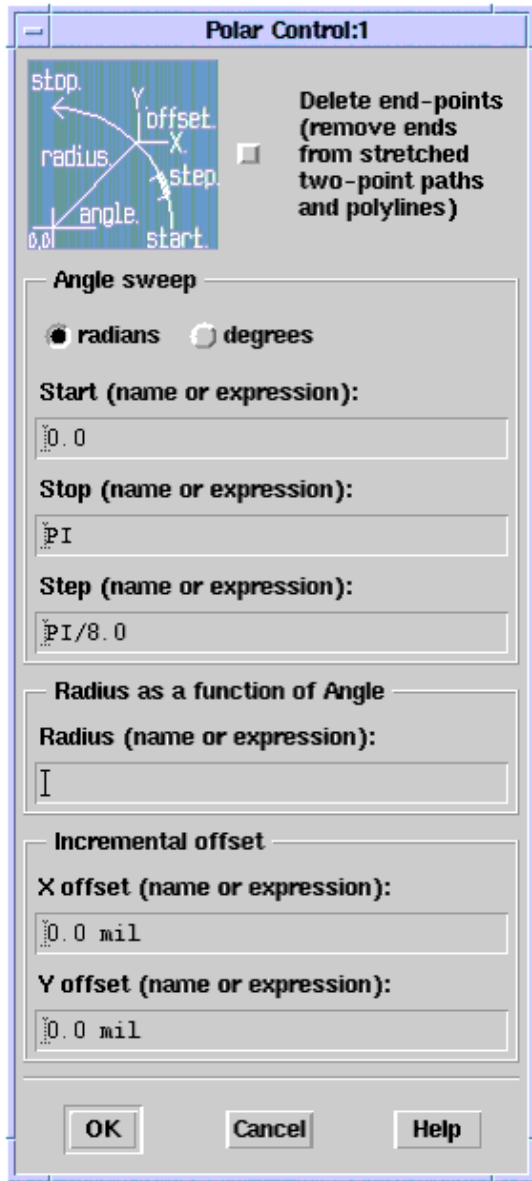 Polar Control:1
stop.
Y.
offset.
X.
radius.
step.
angle.
0,0
start.
Delete end-points
(remove ends
from stretched
two-point paths
and polylines)
Angle sweep
radians degrees
Start (name or expression):
0.0
Stop (name or expression):
PI
Step (name or expression):
PI/8.0
Radius as a function of Angle
Radius (name or expression):
Incremental offset
X offset (name or expression):
0.0 mil
Y offset (name or expression):
0.0 mil
OK Cancel Help